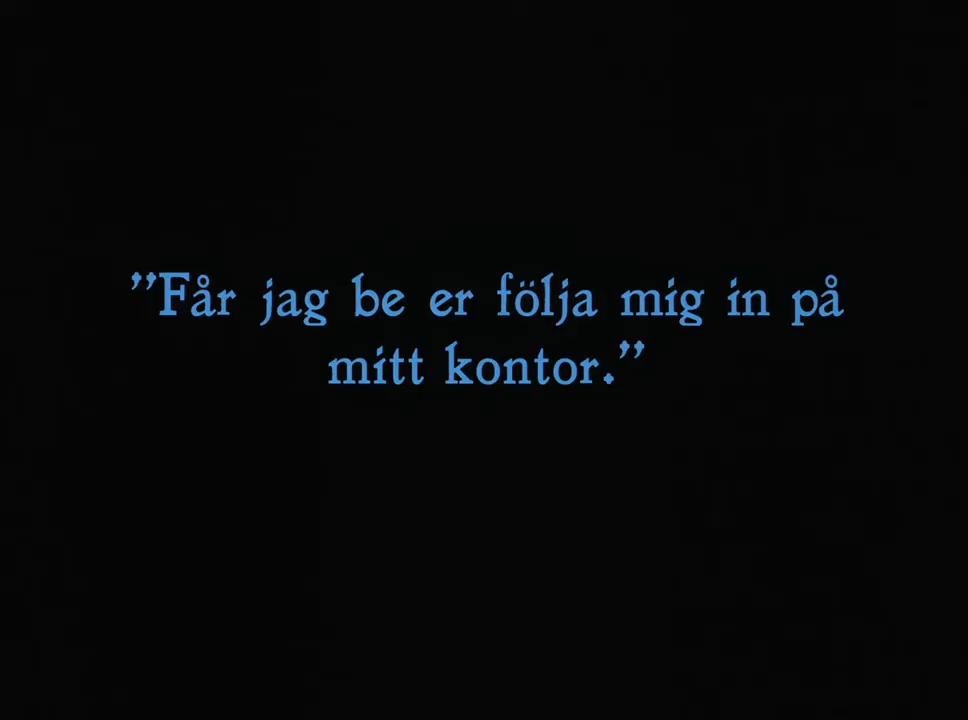 ”Får jag be er följa mig in på
mitt kontor.”